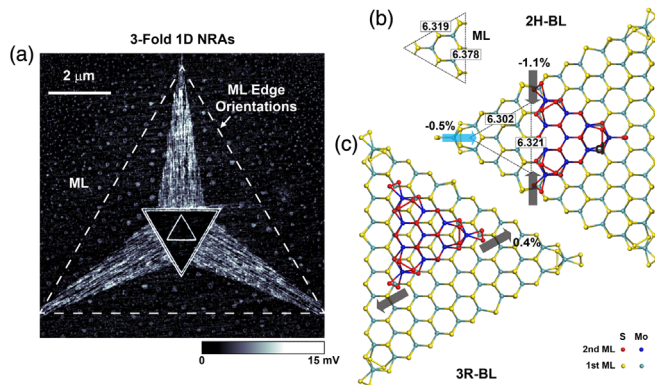 3-Fold 1D NRAs
(a)
2 μm
ML Edge
Orientations
ML
0
15 mV
(b)
6.319
ML
6.378
2H-BL
-1.1%
-0.5%
6.302
6.321
(c)
0.4%
3R-BL
S Mo
2nd ML
1st ML